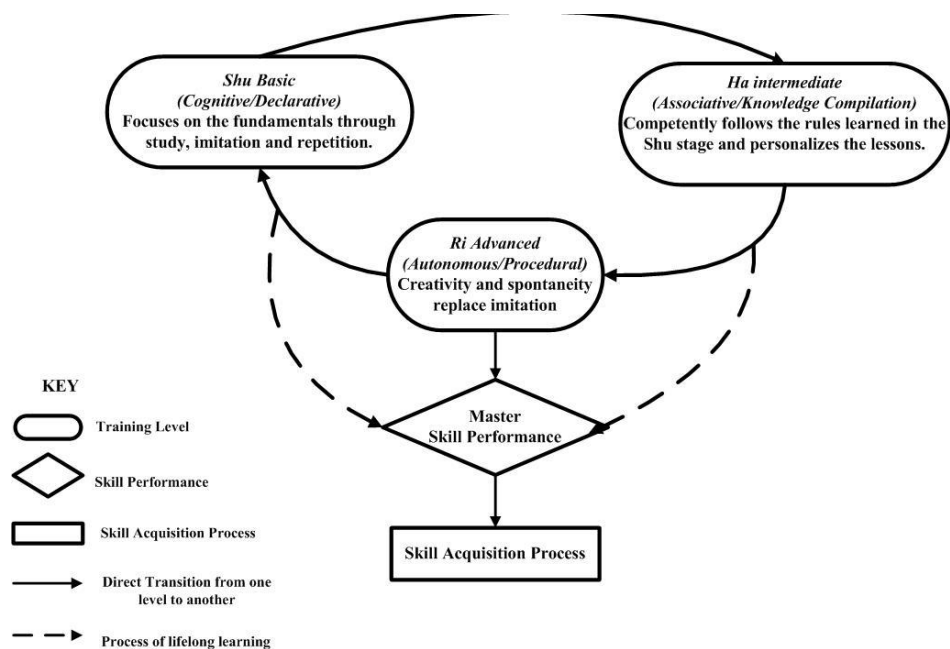 Shu Basic
(Cognitive/Declarative)
Focuses on the fundamentals through
study, imitation and repetition.
Ha intermediate
(Associative/Knowledge Compilation)
Competently follows the rules learned in the
Shu stage and personalizes the lessons.
Ri Advanced
(Autonomous/Procedural)
Creativity and spontaneity
replace imitation
Master
Skill Performance
Skill Acquisition Process
KEY
Training Level
Skill Performance
Skill Acquisition Process
Direct Transition from one
level to another
Process of lifelong learning